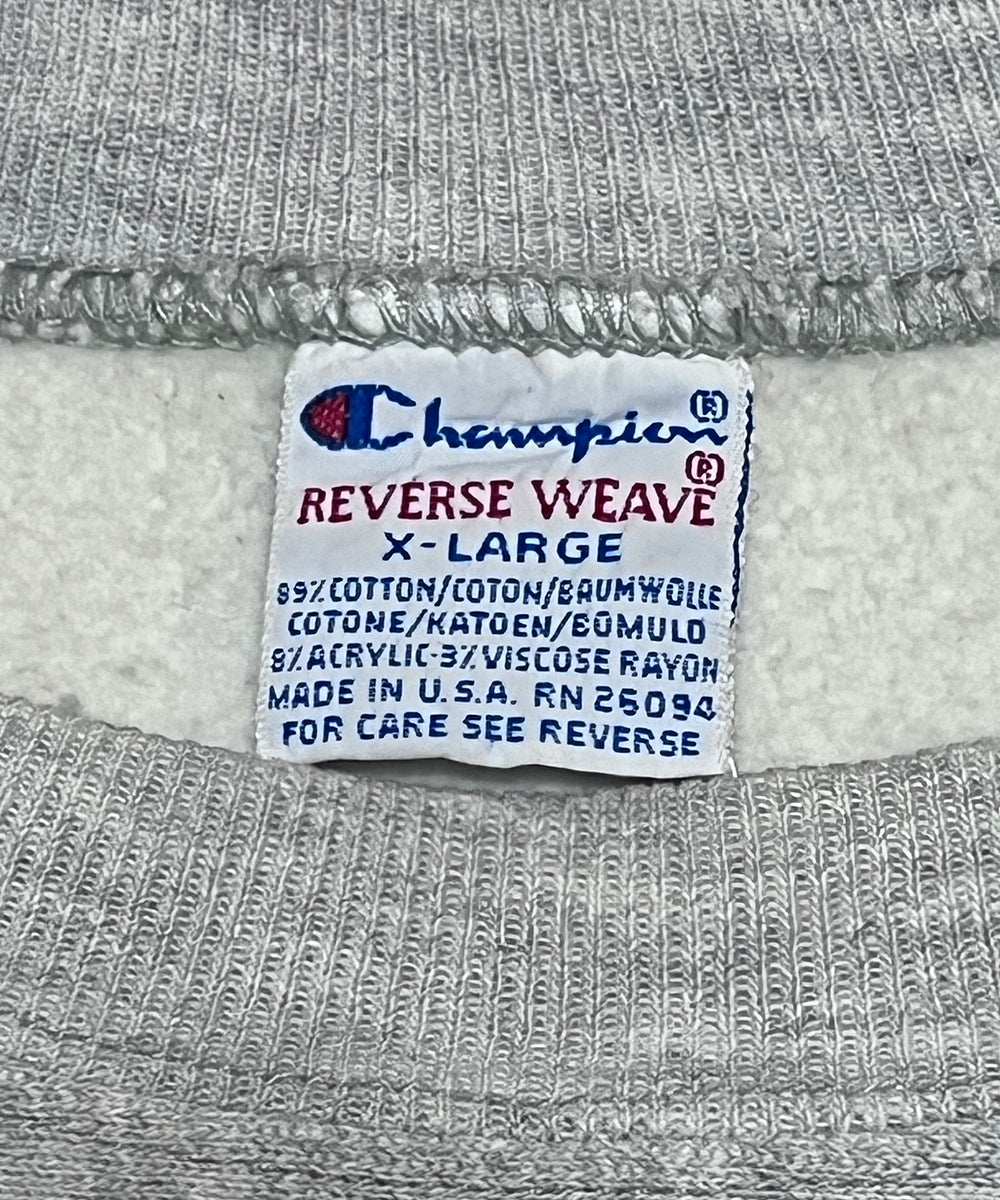 Champion®
REVERSE WEAVE®
X-LARGE
89% COTTON/COTON/BAUMWOLLE
COTONE/KATOEN/BOMULD
8% ACRYLIC-3% VISCOSE RAYON
MADE IN U.S.A. RN 26094
FOR CARE SEE REVERSE